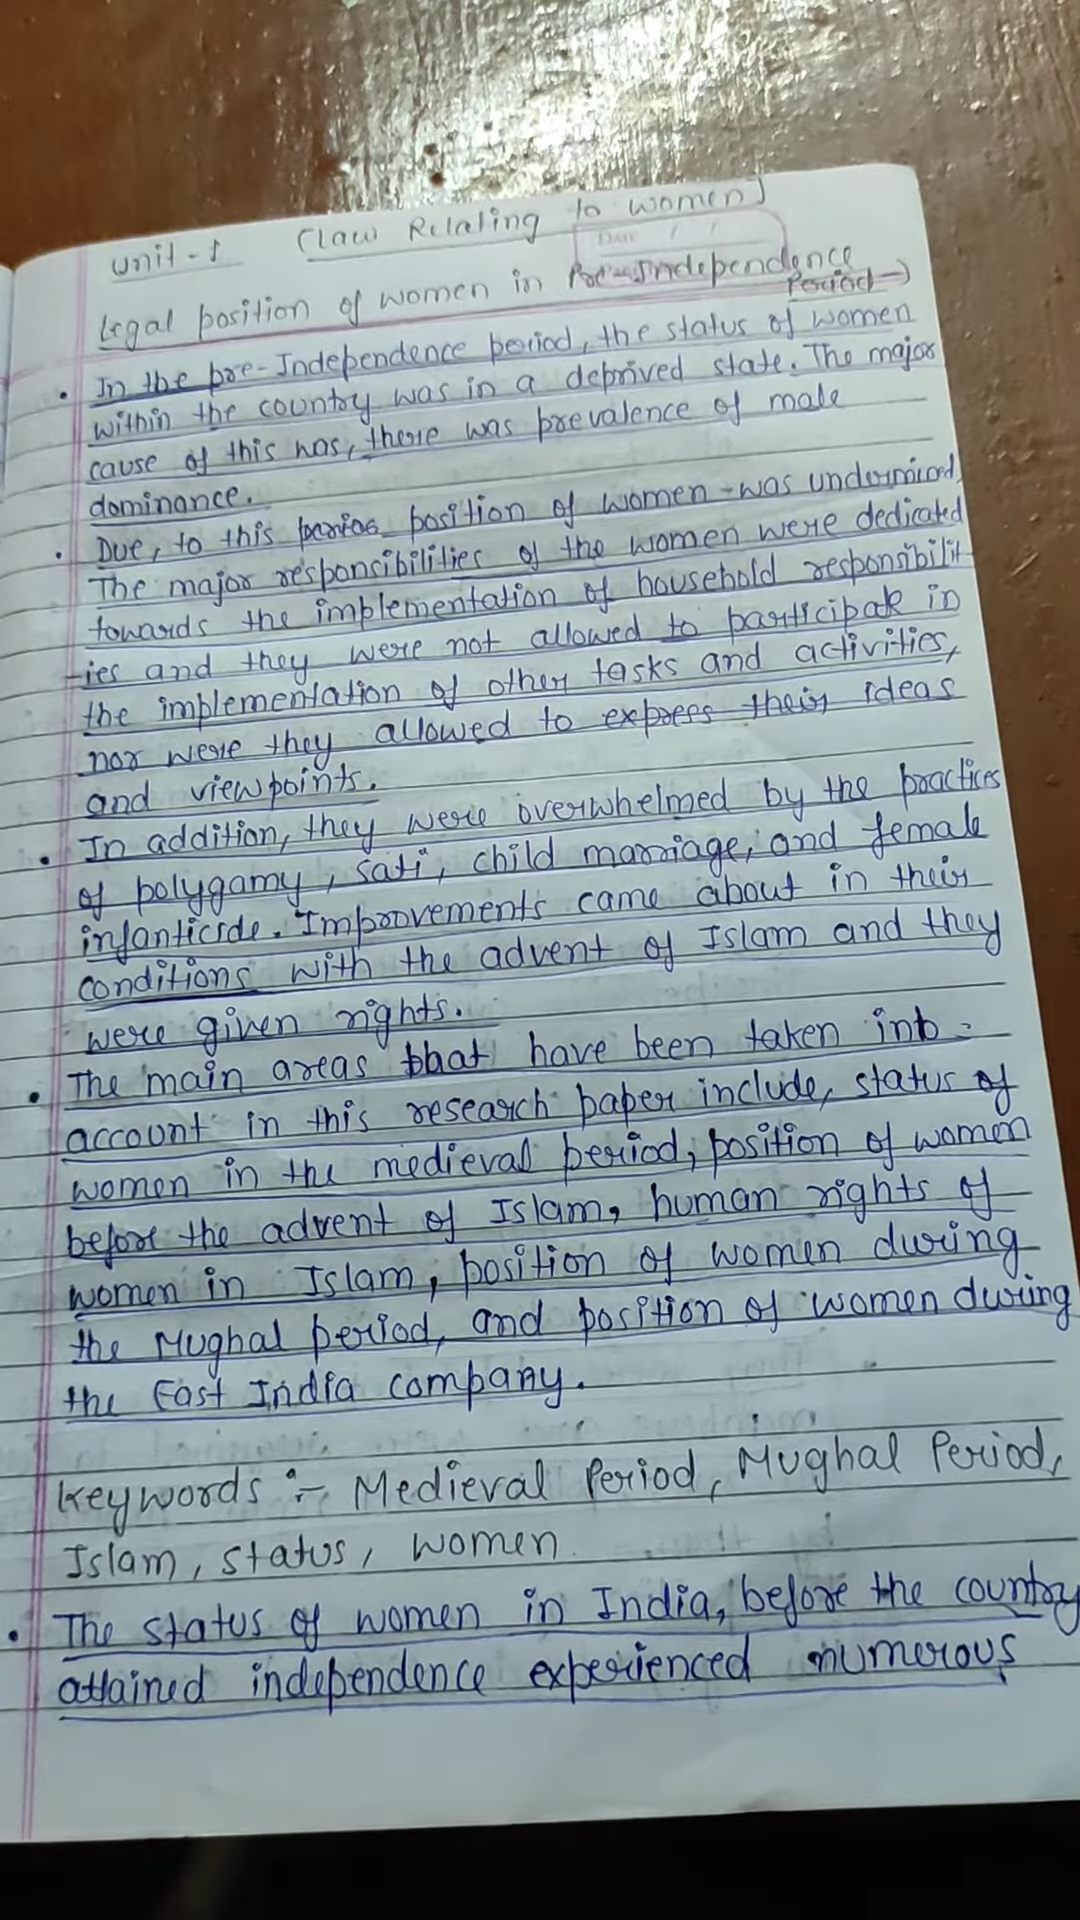 Unit-1 (Law Relating to women)
Date / /
Legal position of women in Pre-Independence
Period→)
• In the pre-Independence period, the status of women
within the country was in a deprived state. The major
cause of this was, there was prevalence of male
dominance.
• Due, to this position of women-was undermined
The major responsibilities of the women were dedicated
towards the implementation of household responsibilit
-ies and they were not allowed to participate in
the implementation of other tasks and activities,
nor were they allowed to express their ideas
and viewpoints.
• In addition, they were overwhelmed by the practices
of polygamy, sati, child marriage, and female
infanticide. Improvements came about in their
conditions with the advent of Islam and they
were given rights.
• The main areas that have been taken into -
account in this research paper include, status of
women in the medieval period, position of women
before the advent of Islam, human rights of
women in Islam, position of women during
the Mughal period, and position of women during
the East India company.
Keywords :- Medieval Period, Mughal Period,
Islam, status, women.
• The status of women in India, before the country
attained independence experienced numerous